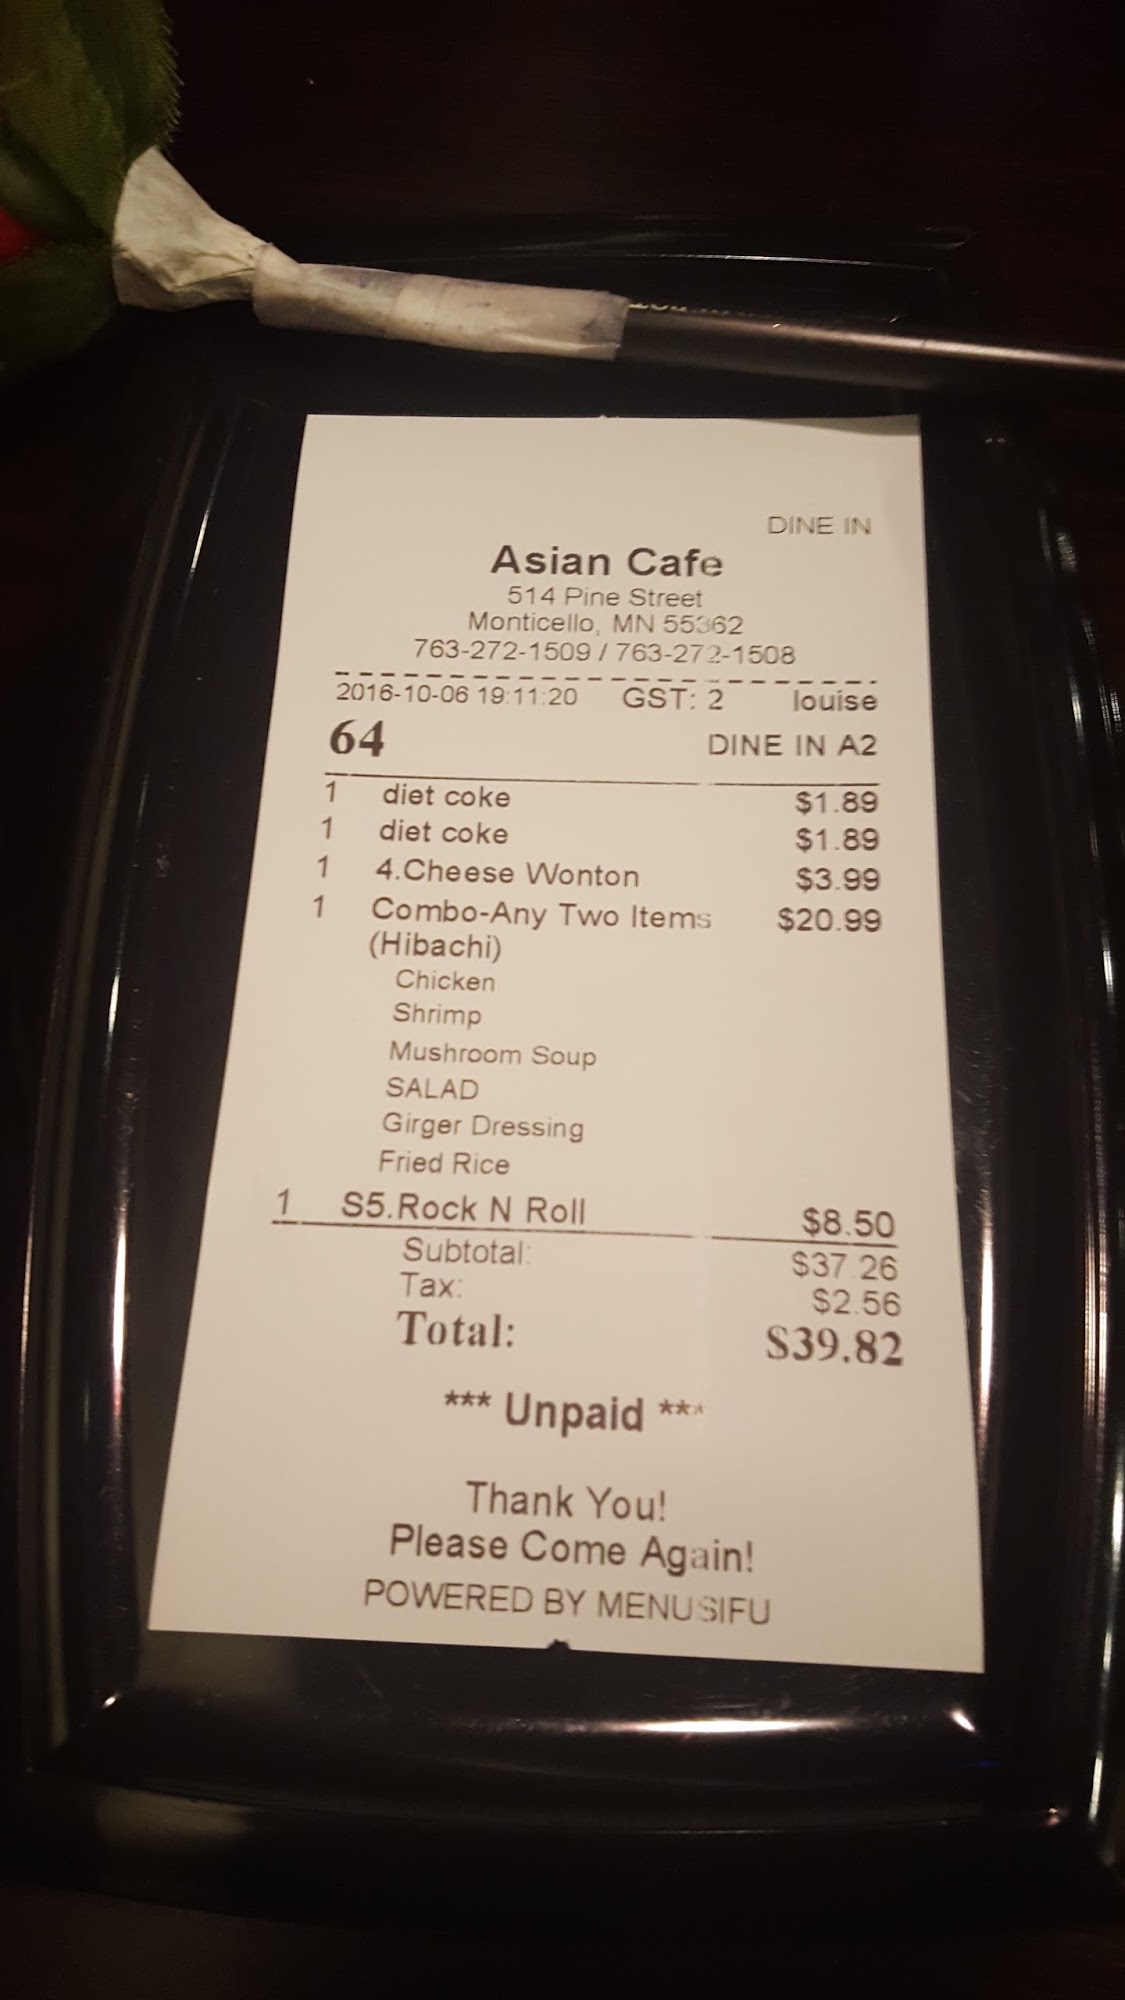 DINE IN
Asian Cafe
514 Pine Street
Monticello, MN 55362
763-272-1509 / 763-272-1508
2016-10-06 19:11:20 GST: 2 louise
64 DINE IN A2
1 diet coke $1.89
1 diet coke $1.89
1 4.Cheese Wonton $3.99
1 Combo-Any Two Items $20.99
(Hibachi)
Chicken
Shrimp
Mushroom Soup
SALAD
Girger Dressing
Fried Rice
1 S5.Rock N Roll $8.50
Subtotal: $37.26
Tax: $2.56
Total: $39.82
*** Unpaid ***
Thank You!
Please Come Again!
POWERED BY MENUSIFU